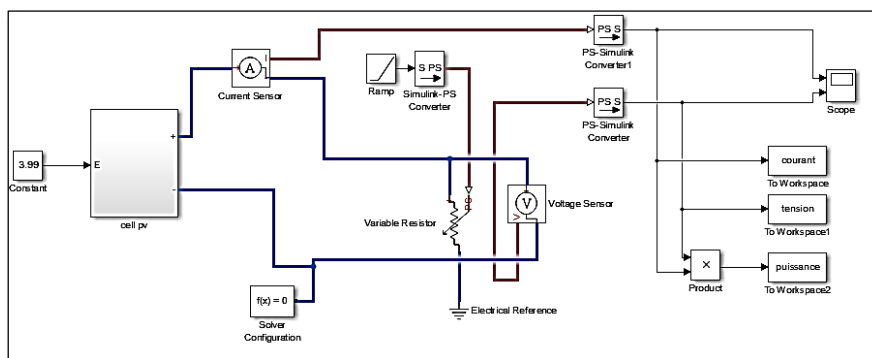 PS S
PS-Simulink
Converter1
I
A
Current Sensor
Ramp
S PS
Simulink-PS
Converter
PS S
PS-Simulink
Converter
Scope
+
3.99
Constant
E
-
cell pv
courant
To Workspace
PS
V
V
Voltage Sensor
tension
To Workspace1
Variable Resistor
×
Product
puissance
To Workspace2
f(x) = 0
Solver
Configuration
Electrical Reference